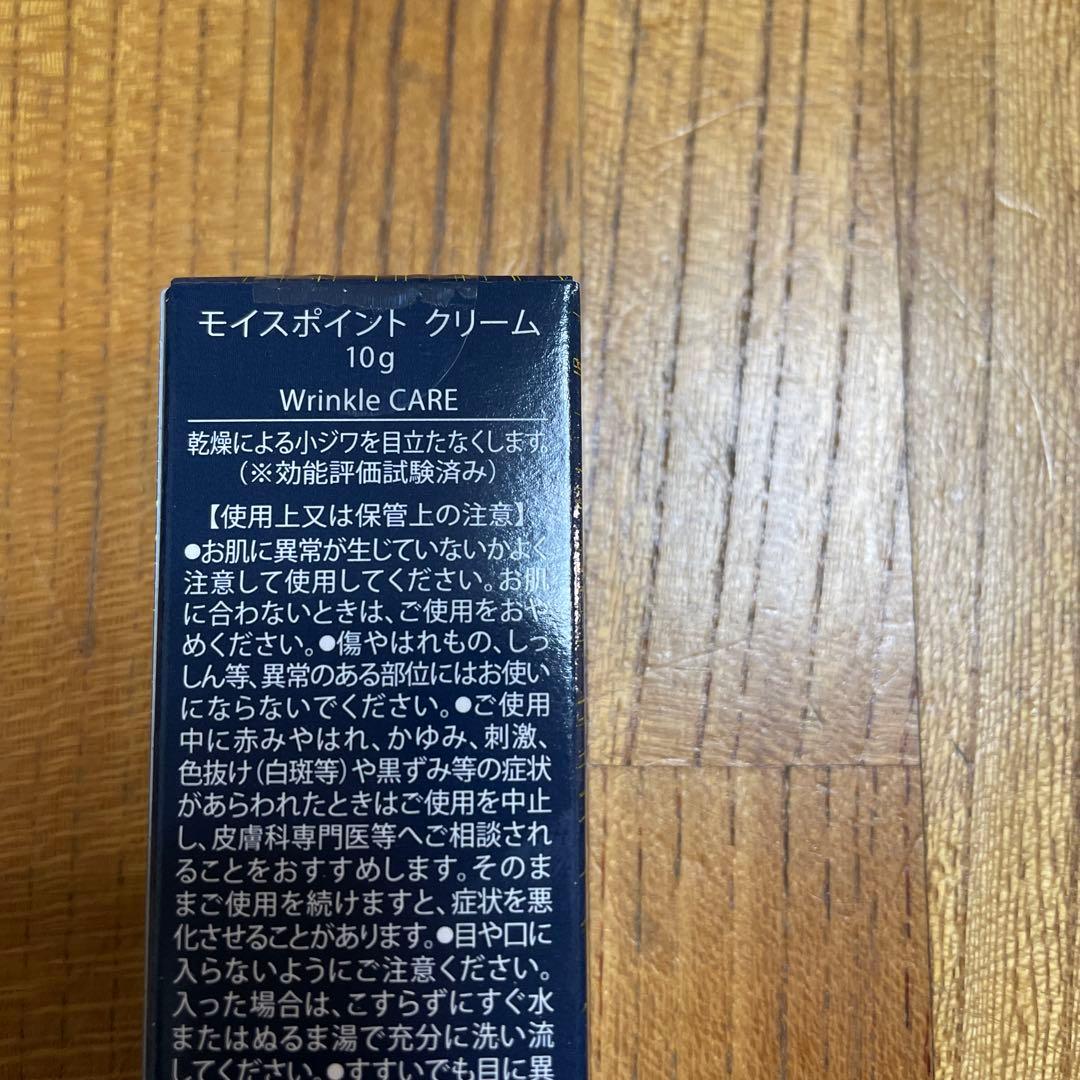 モイスポイント クリーム
10g
Wrinkle CARE
乾燥による小ジワを目立たなくします。
（※効能評価試験済み）
【使用上又は保管上の注意】
●お肌に異常が生じていないかよく
注意して使用してください。お肌
に合わないときは、ご使用をおや
めください。●傷やはれもの、しっ
しん等、異常のある部位にはお使い
にならないでください。●ご使用
中に赤みやはれ、かゆみ、刺激、
色抜け（白斑等）や黒ずみ等の症状
があらわれたときはご使用を中止
し、皮膚科専門医等へご相談され
ることをおすすめします。そのま
まご使用を続けますと、症状を悪
化させることがあります。●目や口に
入らないようにご注意ください。
入った場合は、こすらずにすぐ水
またはぬるま湯で充分に洗い流
してください。●すすいでも目に異